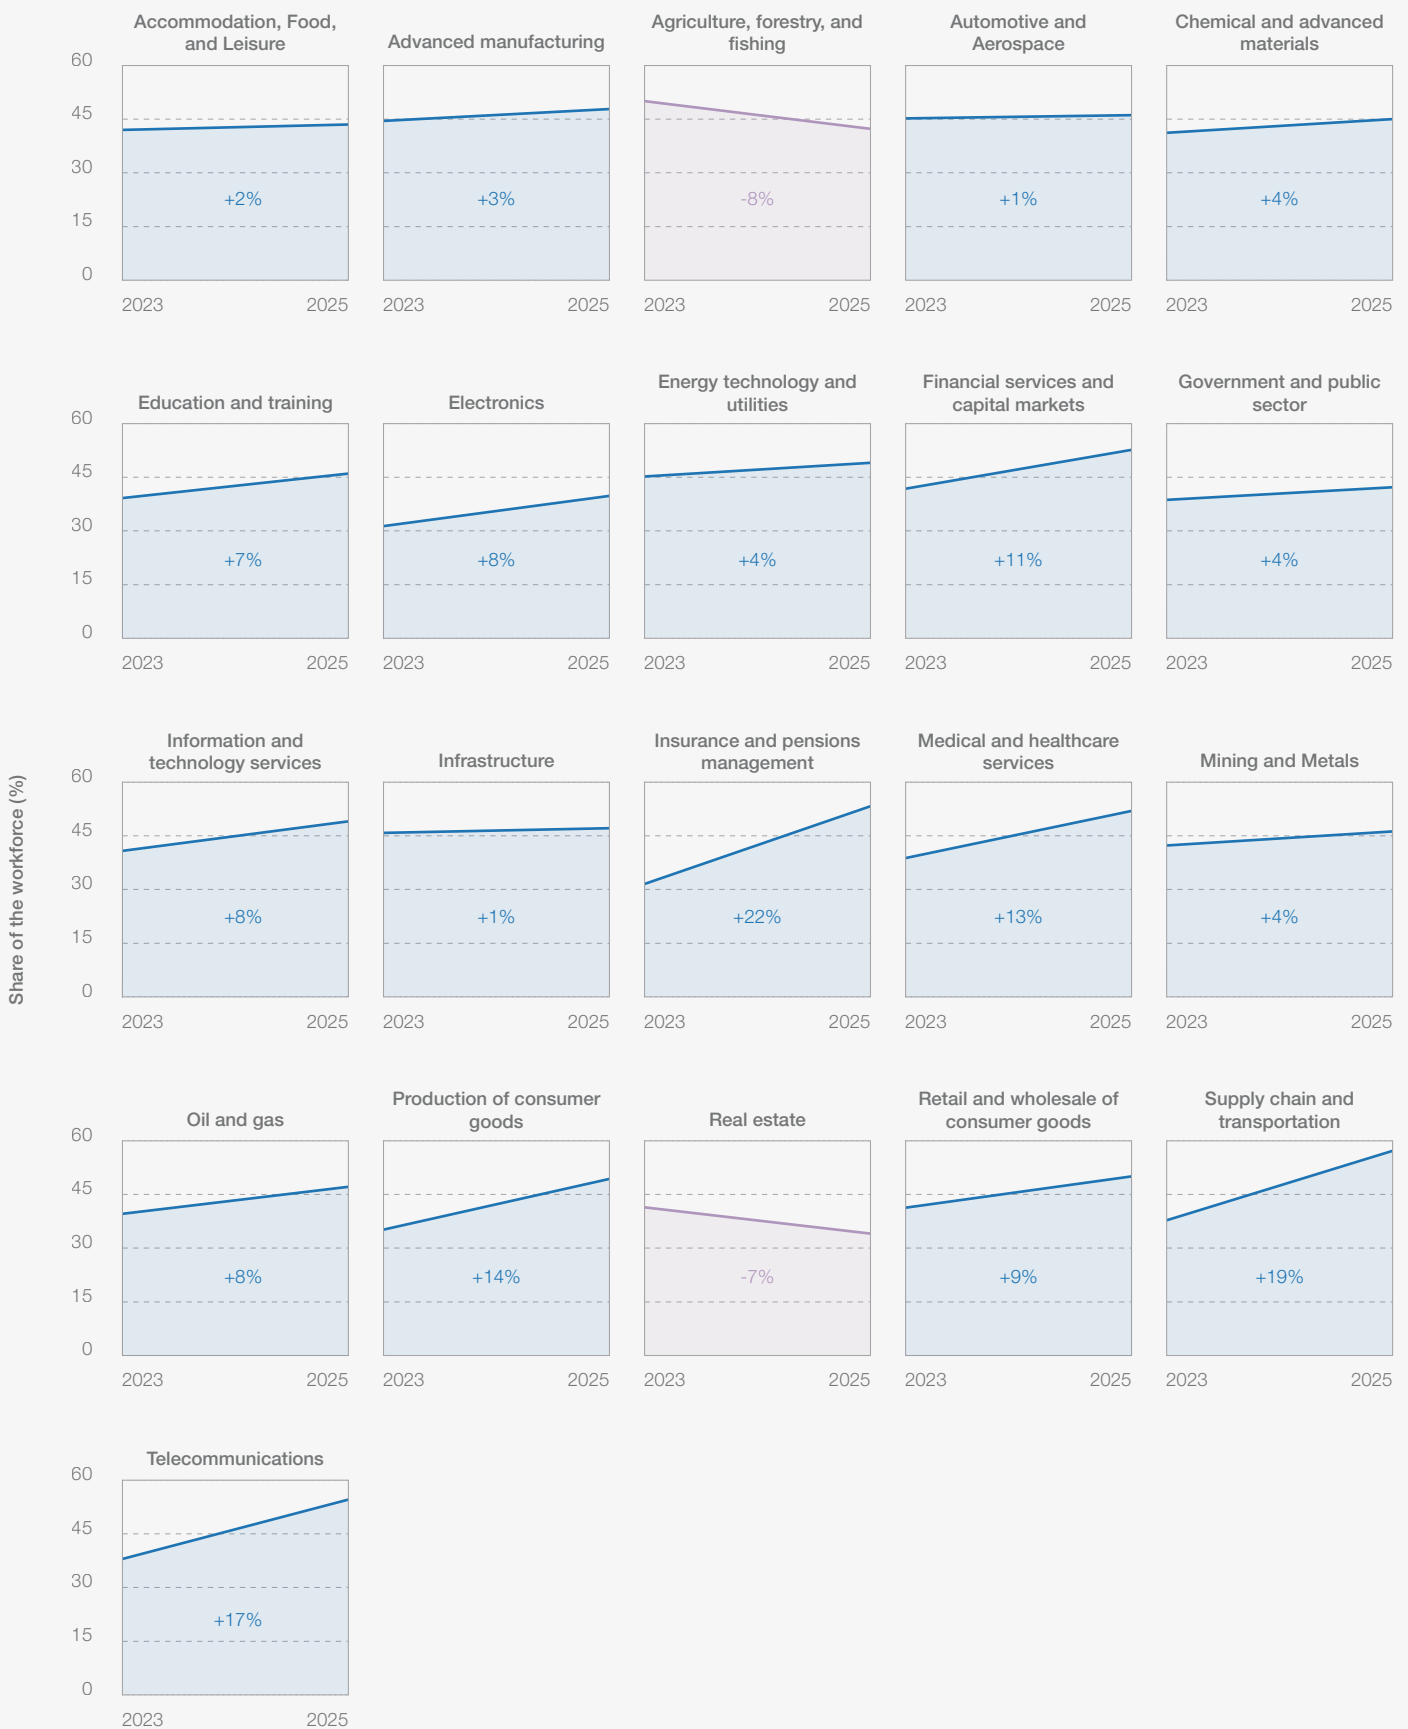 Share of the workforce (%)
Accommodation, Food,
and Leisure
60
45
30
15
0
+2%
2023 2025
Advanced manufacturing
+3%
2023 2025
Agriculture, forestry, and
fishing
-8%
2023 2025
Automotive and
Aerospace
+1%
2023 2025
Chemical and advanced
materials
+4%
2023 2025
Education and training
60
45
30
15
0
+7%
2023 2025
Electronics
+8%
2023 2025
Energy technology and
utilities
+4%
2023 2025
Financial services and
capital markets
+11%
2023 2025
Government and public
sector
+4%
2023 2025
Information and
technology services
60
45
30
15
0
+8%
2023 2025
Infrastructure
+1%
2023 2025
Insurance and pensions
management
+22%
2023 2025
Medical and healthcare
services
+13%
2023 2025
Mining and Metals
+4%
2023 2025
Oil and gas
60
45
30
15
0
+8%
2023 2025
Production of consumer
goods
+14%
2023 2025
Real estate
-7%
2023 2025
Retail and wholesale of
consumer goods
+9%
2023 2025
Supply chain and
transportation
+19%
2023 2025
Telecommunications
60
45
30
15
0
+17%
2023 2025